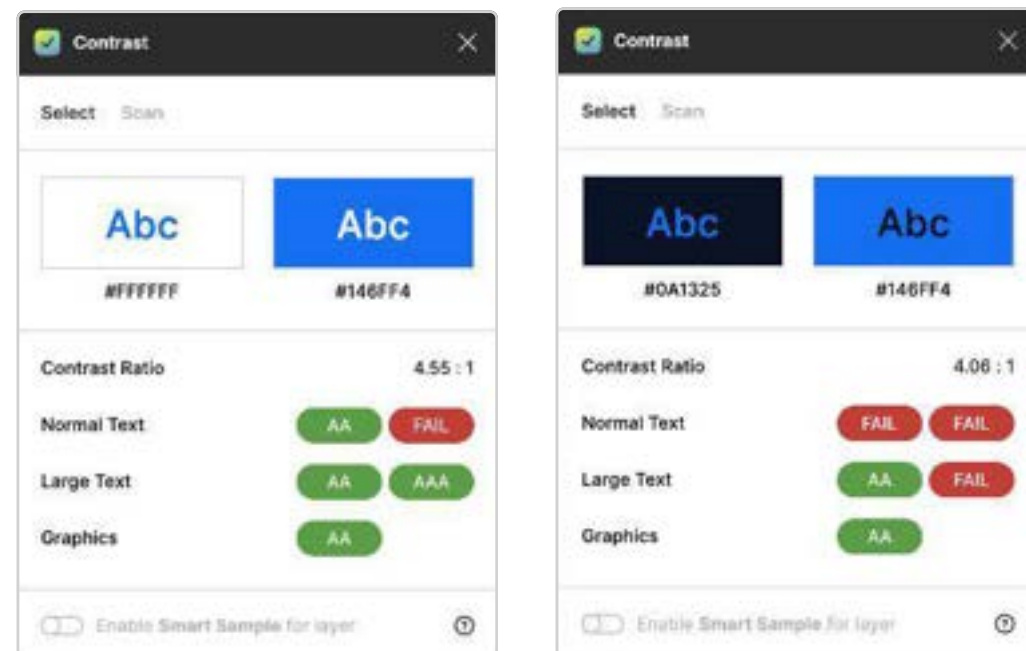 Contrast
Select Scan
Abc Abc
#FFFFFF #146FF4
Contrast Ratio 4.55 : 1
Normal Text AA FAIL
Large Text AA AAA
Graphics AA
Enable Smart Sample for layer
Contrast
Select Scan
Abc Abc
#0A1325 #146FF4
Contrast Ratio 4.06 : 1
Normal Text FAIL FAIL
Large Text AA FAIL
Graphics AA
Enable Smart Sample for layer